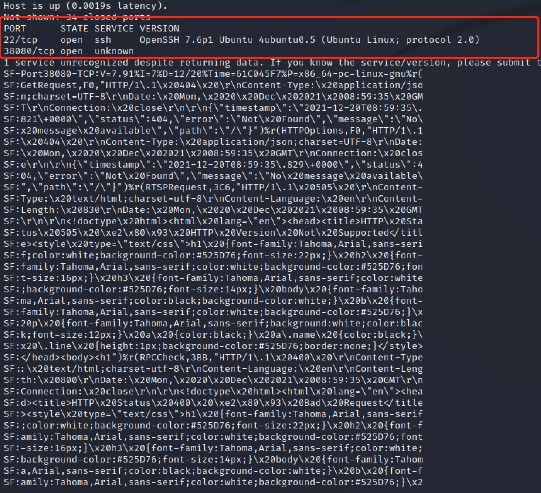 Host is up (0.0019s latency).
Not shown: 34 closed ports
PORT STATE SERVICE VERSION
22/tcp open ssh OpenSSH 7.6p1 Ubuntu 4ubuntu0.5 (Ubuntu Linux; protocol 2.0)
38080/tcp open unknown
1 service unrecognized despite returning data. If you know the service/version, please submit t
SF-Port38080-TCP:V=7.91%I=7%D=12/20%Time=61C045F7%P=x86_64-pc-linux-gnu%r(
SF:GetRequest,F0,"HTTP/1\.1\x20404\x20\r\nContent-Type:\x20application/jso
SF:n;charset=UTF-8\r\nDate:\x20Mon,\x2020\x20Dec\x202021\x2008:59:35\x20GM
SF:T\r\nConnection:\x20close\r\n\r\n{\"timestamp\":\"2021-12-20T08:59:35\.
SF:821\+0000\",\"status\":404,\"error\":\"Not\x20Found\",\"message\":\"No\
SF:x20message\x20available\",\"path\":\"/\"}")%r(HTTPOptions,F0,"HTTP/1\.1
SF:\x20404\x20\r\nContent-Type:\x20application/json;charset=UTF-8\r\nDate:
SF:\x20Mon,\x2020\x20Dec\x202021\x2008:59:35\x20GMT\r\nConnection:\x20clos
SF:e\r\n\r\n{\"timestamp\":\"2021-12-20T08:59:35\.829\+0000\",\"status\":4
SF:04,\"error\":\"Not\x20Found\",\"message\":\"No\x20message\x20available\
SF:",\"path\":\"/\"}")%r(RTSPRequest,3C6,"HTTP/1\.1\x20505\x20\r\nContent-
SF:Type:\x20text/html;charset=utf-8\r\nContent-Language:\x20en\r\nContent-
SF:Length:\x20830\r\nDate:\x20Mon,\x2020\x20Dec\x202021\x2008:59:35\x20GMT
SF:\r\n\r\n<!doctype\x20html><html\x20lang=\"en\"><head><title>HTTP\x20Sta
SF:tus\x20505\x20\xe2\x80\x93\x20HTTP\x20Version\x20Not\x20Supported</titl
SF:e><style\x20type=\"text/css\">h1\x20{font-family:Tahoma,Arial,sans-seri
SF:f;color:white;background-color:#525D76;font-size:22px;}\x20h2\x20{font-
SF:family:Tahoma,Arial,sans-serif;color:white;background-color:#525D76;fon
SF:t-size:16px;}\x20h3\x20{font-family:Tahoma,Arial,sans-serif;color:white
SF:;background-color:#525D76;font-size:14px;}\x20body\x20{font-family:Taho
SF:ma,Arial,sans-serif;color:black;background-color:white;}\x20b\x20{font-
SF:family:Tahoma,Arial,sans-serif;color:white;background-color:#525D76;}\x
SF:20p\x20{font-family:Tahoma,Arial,sans-serif;background:white;color:blac
SF:k;font-size:12px;}\x20a\x20{color:black;}\x20a\.name\x20{color:black;}\
SF:x20\.line\x20{height:1px;background-color:#525D76;border:none;}</style>
SF:</head><body><h1")%r(RPCCheck,3BB,"HTTP/1\.1\x20400\x20\r\nContent-Type
SF::\x20text/html;charset=utf-8\r\nContent-Language:\x20en\r\nContent-Leng
SF:th:\x20800\r\nDate:\x20Mon,\x2020\x20Dec\x202021\x2008:59:35\x20GMT\r\n
SF:Connection:\x20close\r\n\r\n<!doctype\x20html><html\x20lang=\"en\"><hea
SF:d><title>HTTP\x20Status\x20400\x20\xe2\x80\x93\x20Bad\x20Request</title
SF:><style\x20type=\"text/css\">h1\x20{font-family:Tahoma,Arial,sans-serif
SF:;color:white;background-color:#525D76;font-size:22px;}\x20h2\x20{font-f
SF:amily:Tahoma,Arial,sans-serif;color:white;background-color:#525D76;font
SF:-size:16px;}\x20h3\x20{font-family:Tahoma,Arial,sans-serif;color:white;
SF:background-color:#525D76;font-size:14px;}\x20body\x20{font-family:Tahom
SF:a,Arial,sans-serif;color:black;background-color:white;}\x20b\x20{font-f
SF:amily:Tahoma,Arial,sans-serif;color:white;background-color:#525D76;}\x2